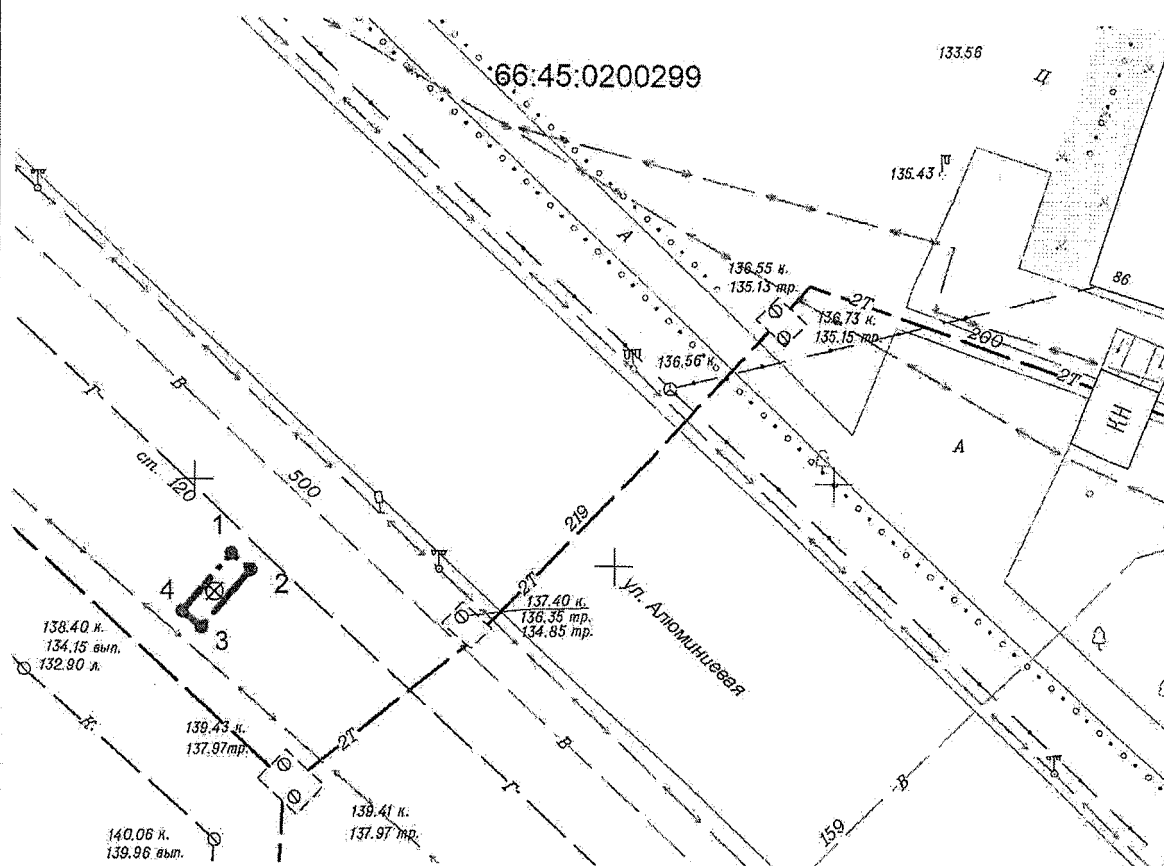 66:45:0200299
133.56
Ц
135.43
А
136.55 к.
135.13 тр.
86
2Т
136.73 к.
135.15 тр.
200
2Т
136.56 к.
КН
А
Г
В
ст. 120
500
219
1
2
4
3
2Т
137.40 к.
136.35 тр.
134.85 тр.
ул. Алюминиевая
138.40 к.
134.15 вып.
132.90 л.
К.
139.43 к.
137.97 тр.
2Т
В
Г
В
139.41 к.
137.97 тр.
159
140.06 к.
139.96 вып.